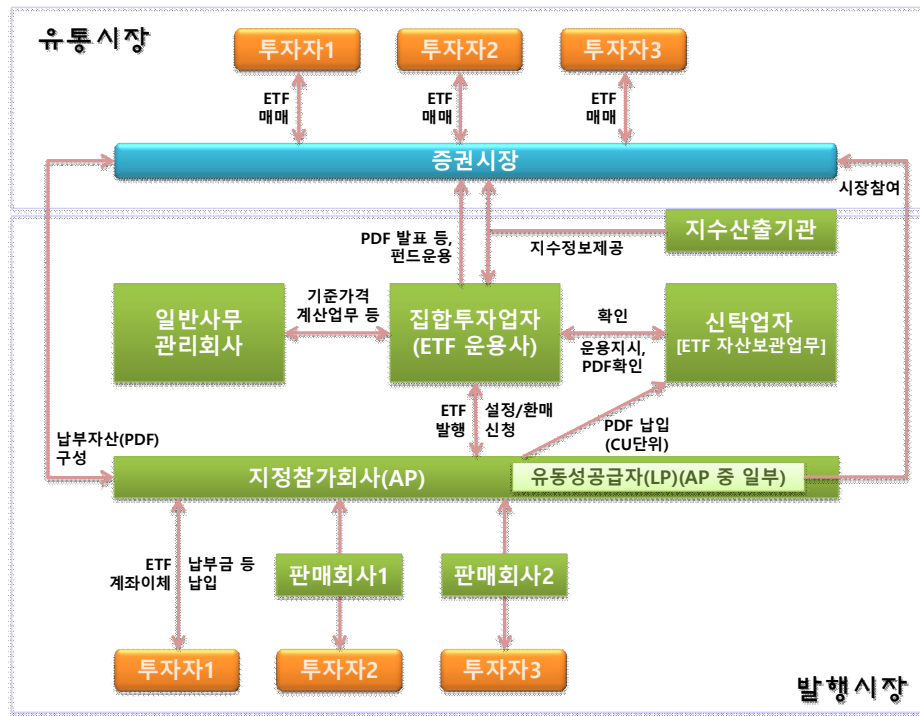 유통시장
투자자1
투자자2
투자자3
ETF
매매
ETF
매매
ETF
매매
증권시장
시장참여
PDF 발표 등,
펀드운용
지수정보제공
지수산출기관
일반사무
관리회사
기준가격
계산업무 등
집합투자업자
(ETF 운용사)
확인
운용지시,
PDF확인
신탁업자
[ETF 자산보관업무]
ETF
발행
설정/환매
신청
PDF 납입
(CU단위)
납부자산(PDF)
구성
지정참가회사(AP)
유동성공급자(LP)(AP 중 일부)
ETF
계좌이체
납부금 등
납입
판매회사1
판매회사2
투자자1
투자자2
투자자3
발행시장